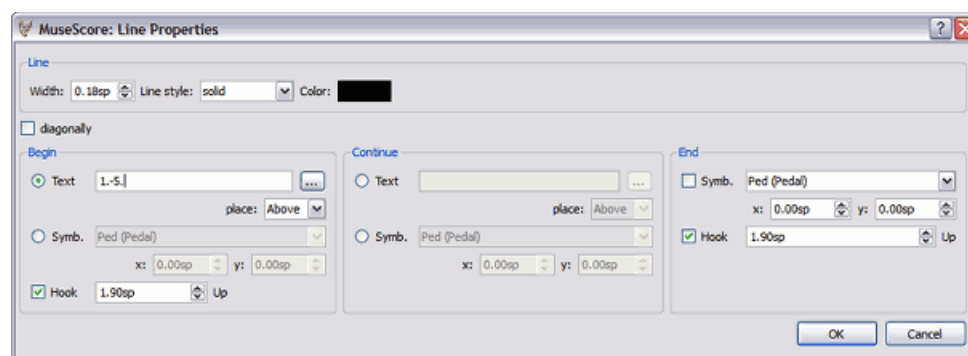 MuseScore: Line Properties
Line
Width: 0.18sp Line style: solid Color:
diagonally
Begin
Text 1.-5.
...
place: Above
Symb. Ped (Pedal)
x: 0.00sp y: 0.00sp
Hook 1.90sp Up
Continue
Text
...
place: Above
Symb. Ped (Pedal)
x: 0.00sp y: 0.00sp
End
Symb. Ped (Pedal)
x: 0.00sp y: 0.00sp
Hook 1.90sp Up
OK Cancel